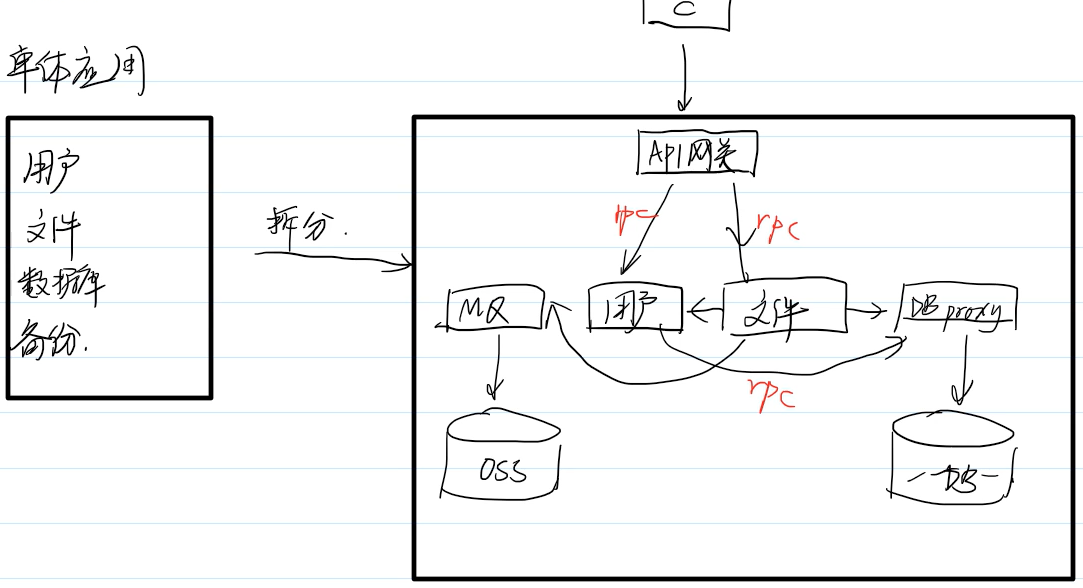 C
单体应用
API网关
用户
文件
数据库
备份.
拆分.
rpc
rpc
MQ
用户
文件
DB proxy
rpc
OSS
DB